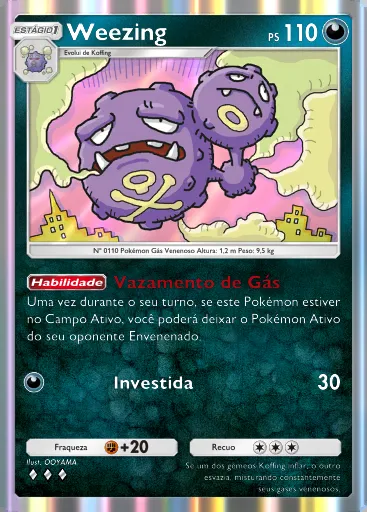 ESTÁGIO 1
Weezing
PS 110
Evolui de Koffing
Nº 0110 Pokémon Gás Venenoso Altura: 1,2 m Peso: 9,5 kg
Habilidade Vazamento de Gás
Uma vez durante o seu turno, se este Pokémon estiver
no Campo Ativo, você poderá deixar o Pokémon Ativo
do seu oponente Envenenado.
Investida 30
Fraqueza +20 Recuo
Ilust. OOYAMA
Se um dos gêmeos Koffing inflar, o outro
esvazia, misturando constantemente
seus gases venenosos.